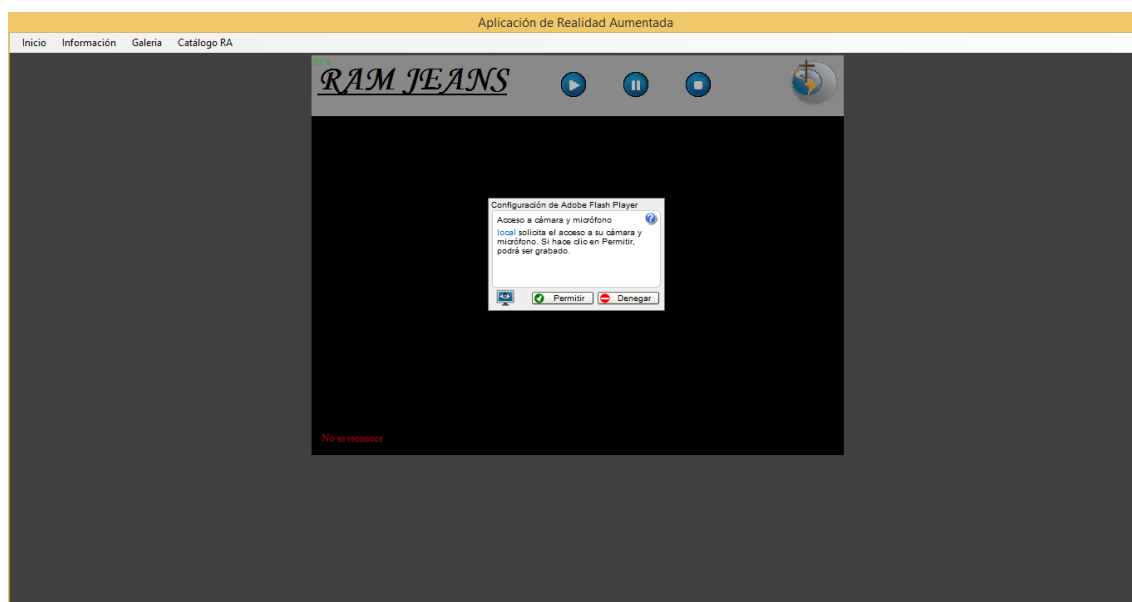 Aplicación de Realidad Aumentada
Inicio Información Galeria Catálogo RA
RAM JEANS
Configuración de Adobe Flash Player
Acceso a cámara y micrófono
local solicita el acceso a su cámara y
micrófono. Si hace clic en Permitir,
podrá ser grabado.
Permitir Denegar
No se reconoce